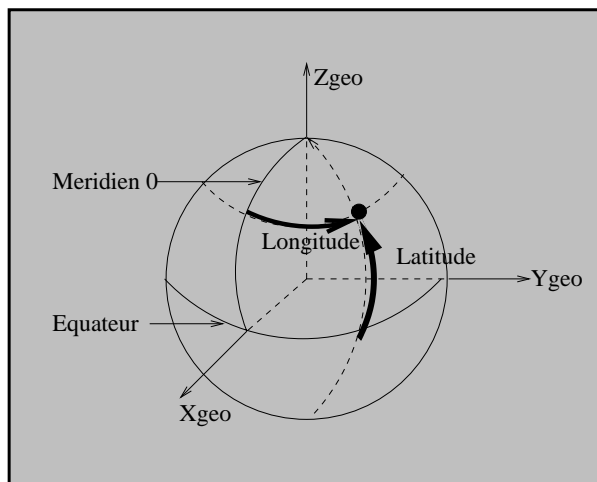 Zgeo
Meridien 0
Longitude
Latitude
Ygeo
Equateur
Xgeo